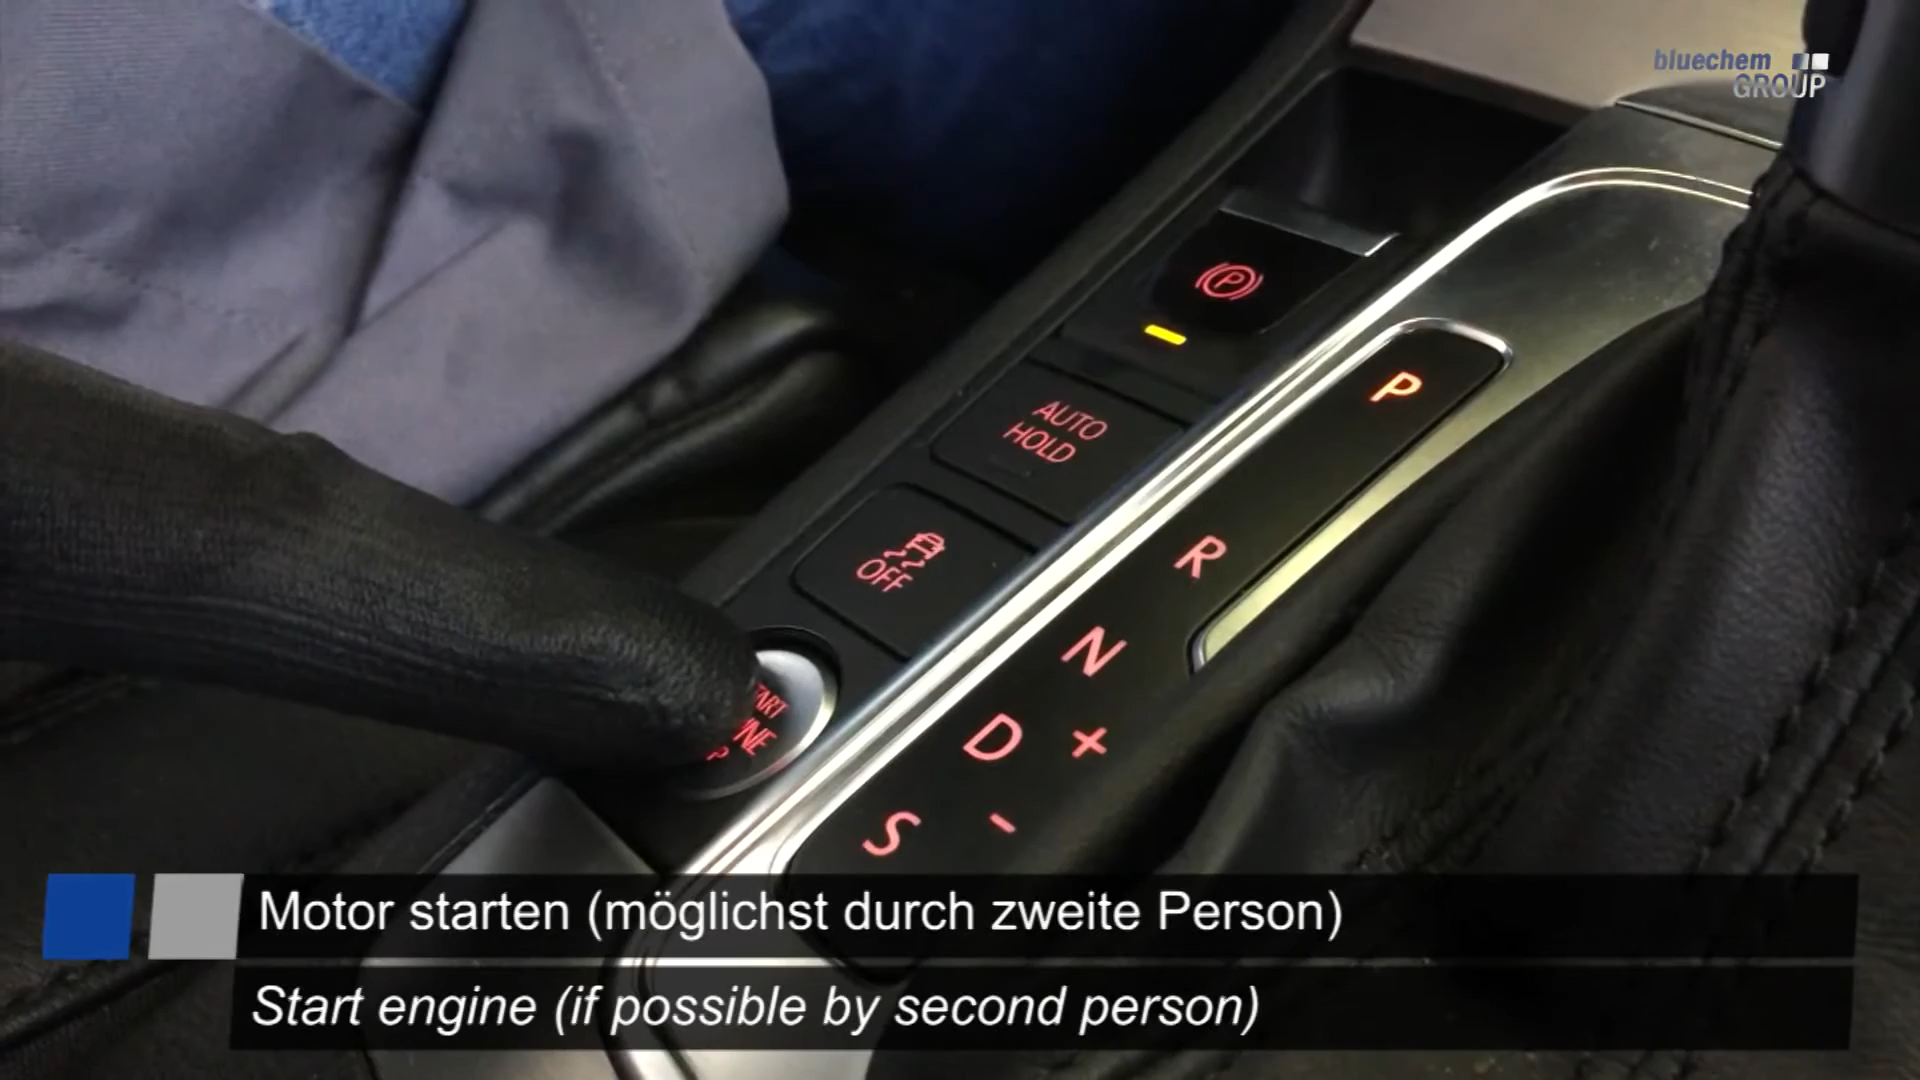 bluechem
GROUP
P
P
AUTO
HOLD
OFF
R
N
D +
S -
Motor starten (möglichst durch zweite Person)
Start engine (if possible by second person)